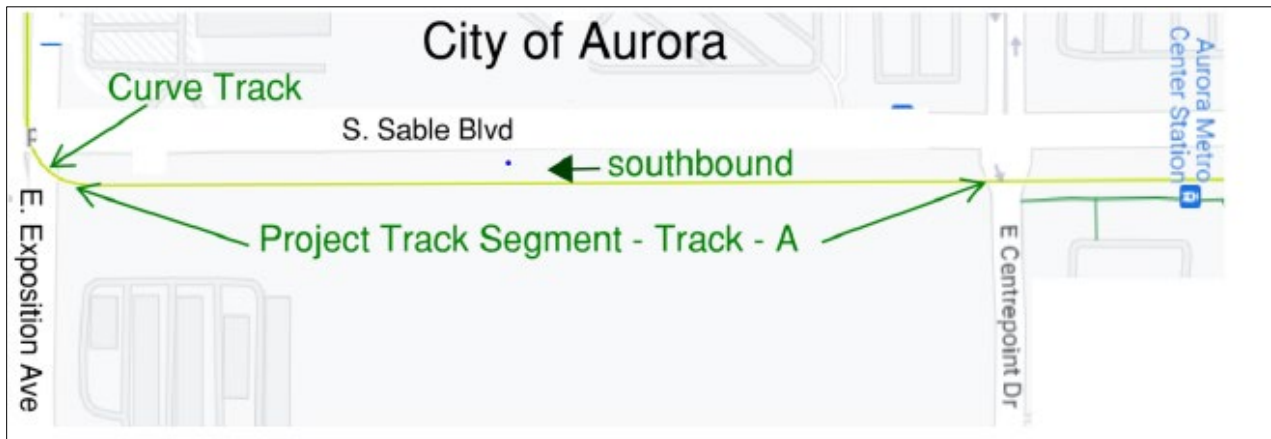 City of Aurora
Curve Track
S. Sable Blvd
southbound
Project Track Segment - Track - A
E. Exposition Ave
E Centrepoint Dr
Aurora Metro
Center Station